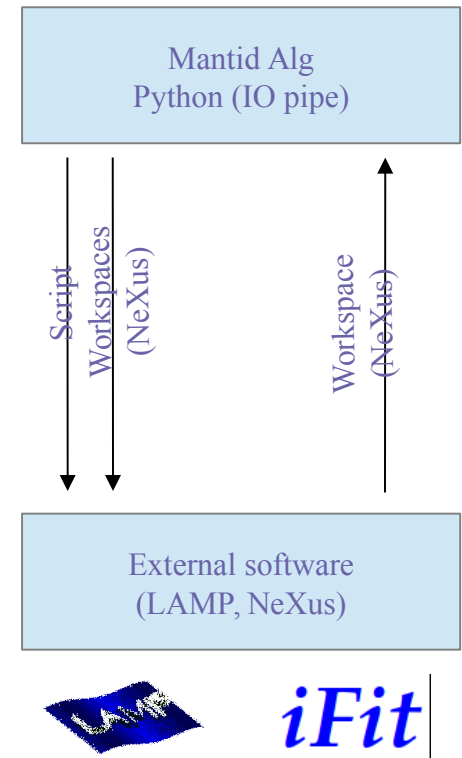 Mantid Alg
Python (IO pipe)
Script
Workspaces
(NeXus)
Workspace
(NeXus)
External software
(LAMP, NeXus)
LAMP
iFit